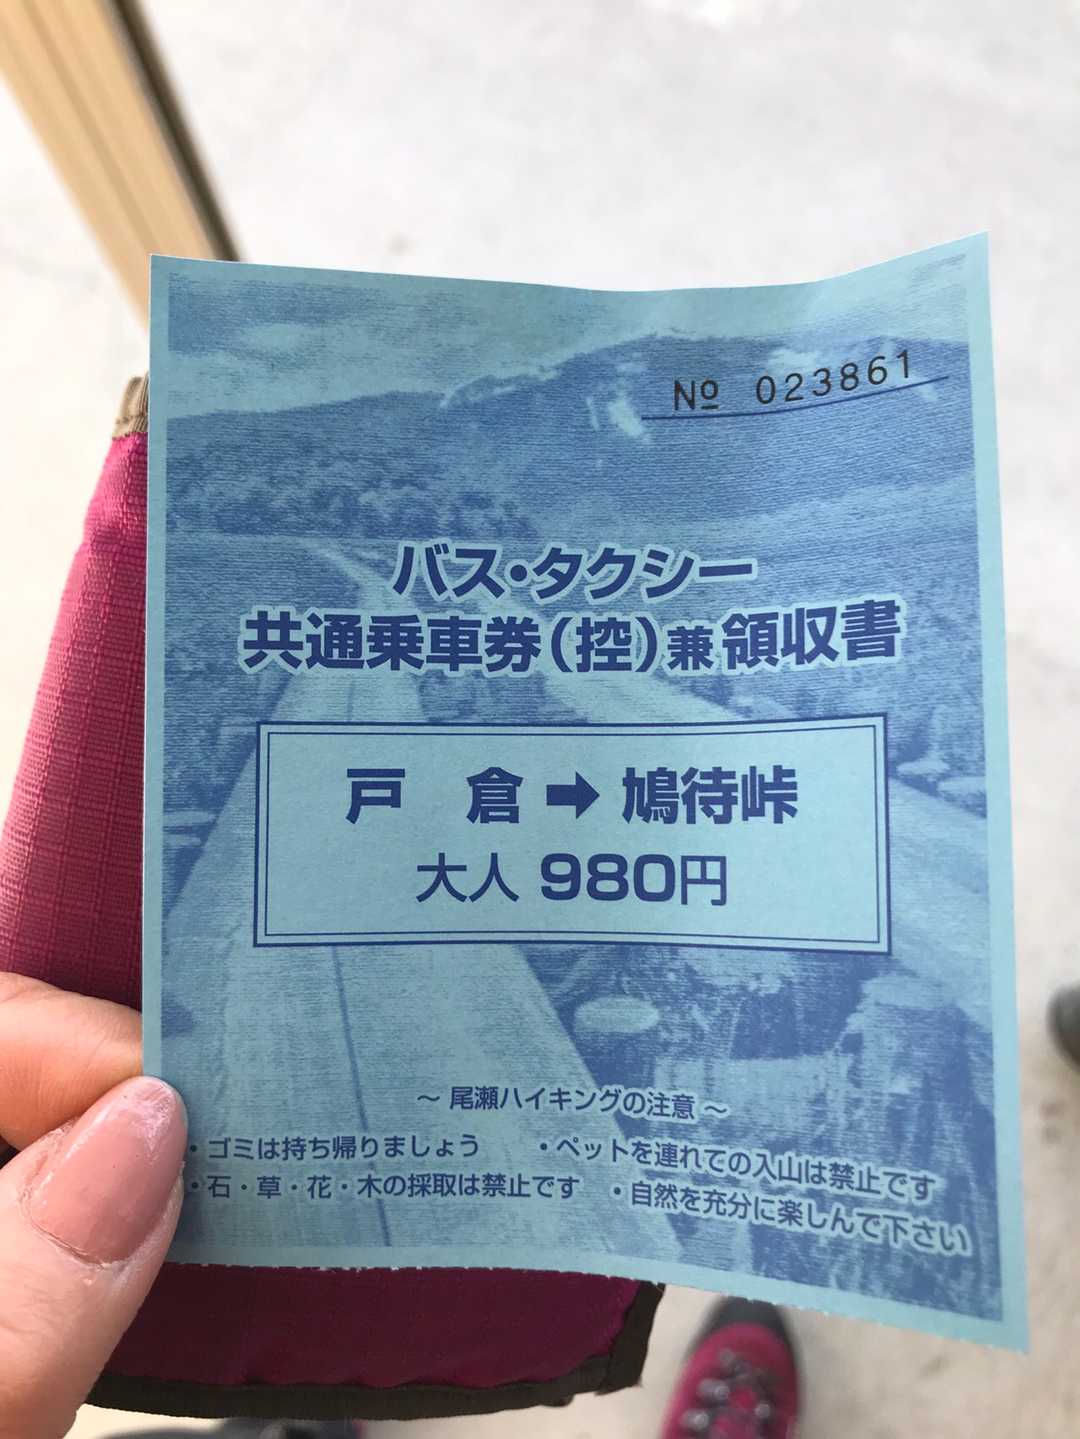 № 023861
バス・タクシー
共通乗車券(控)兼領収書
戸 倉➡鳩待峠
大人 980円
～ 尾瀬ハイキングの注意 ～
・ゴミは持ち帰りましょう ・ペットを連れての入山は禁止です
・石・草・花・木の採取は禁止です ・自然を充分に楽しんで下さい